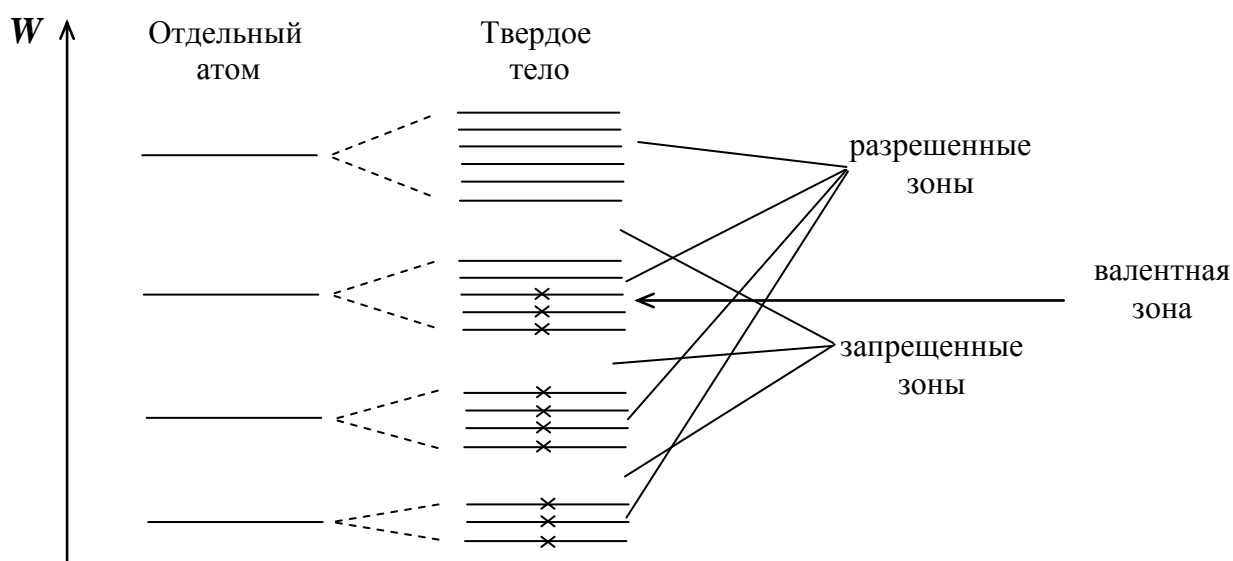 W
Отдельный
атом
Твердое
тело
разрешенные
зоны
валентная
зона
запрещенные
зоны